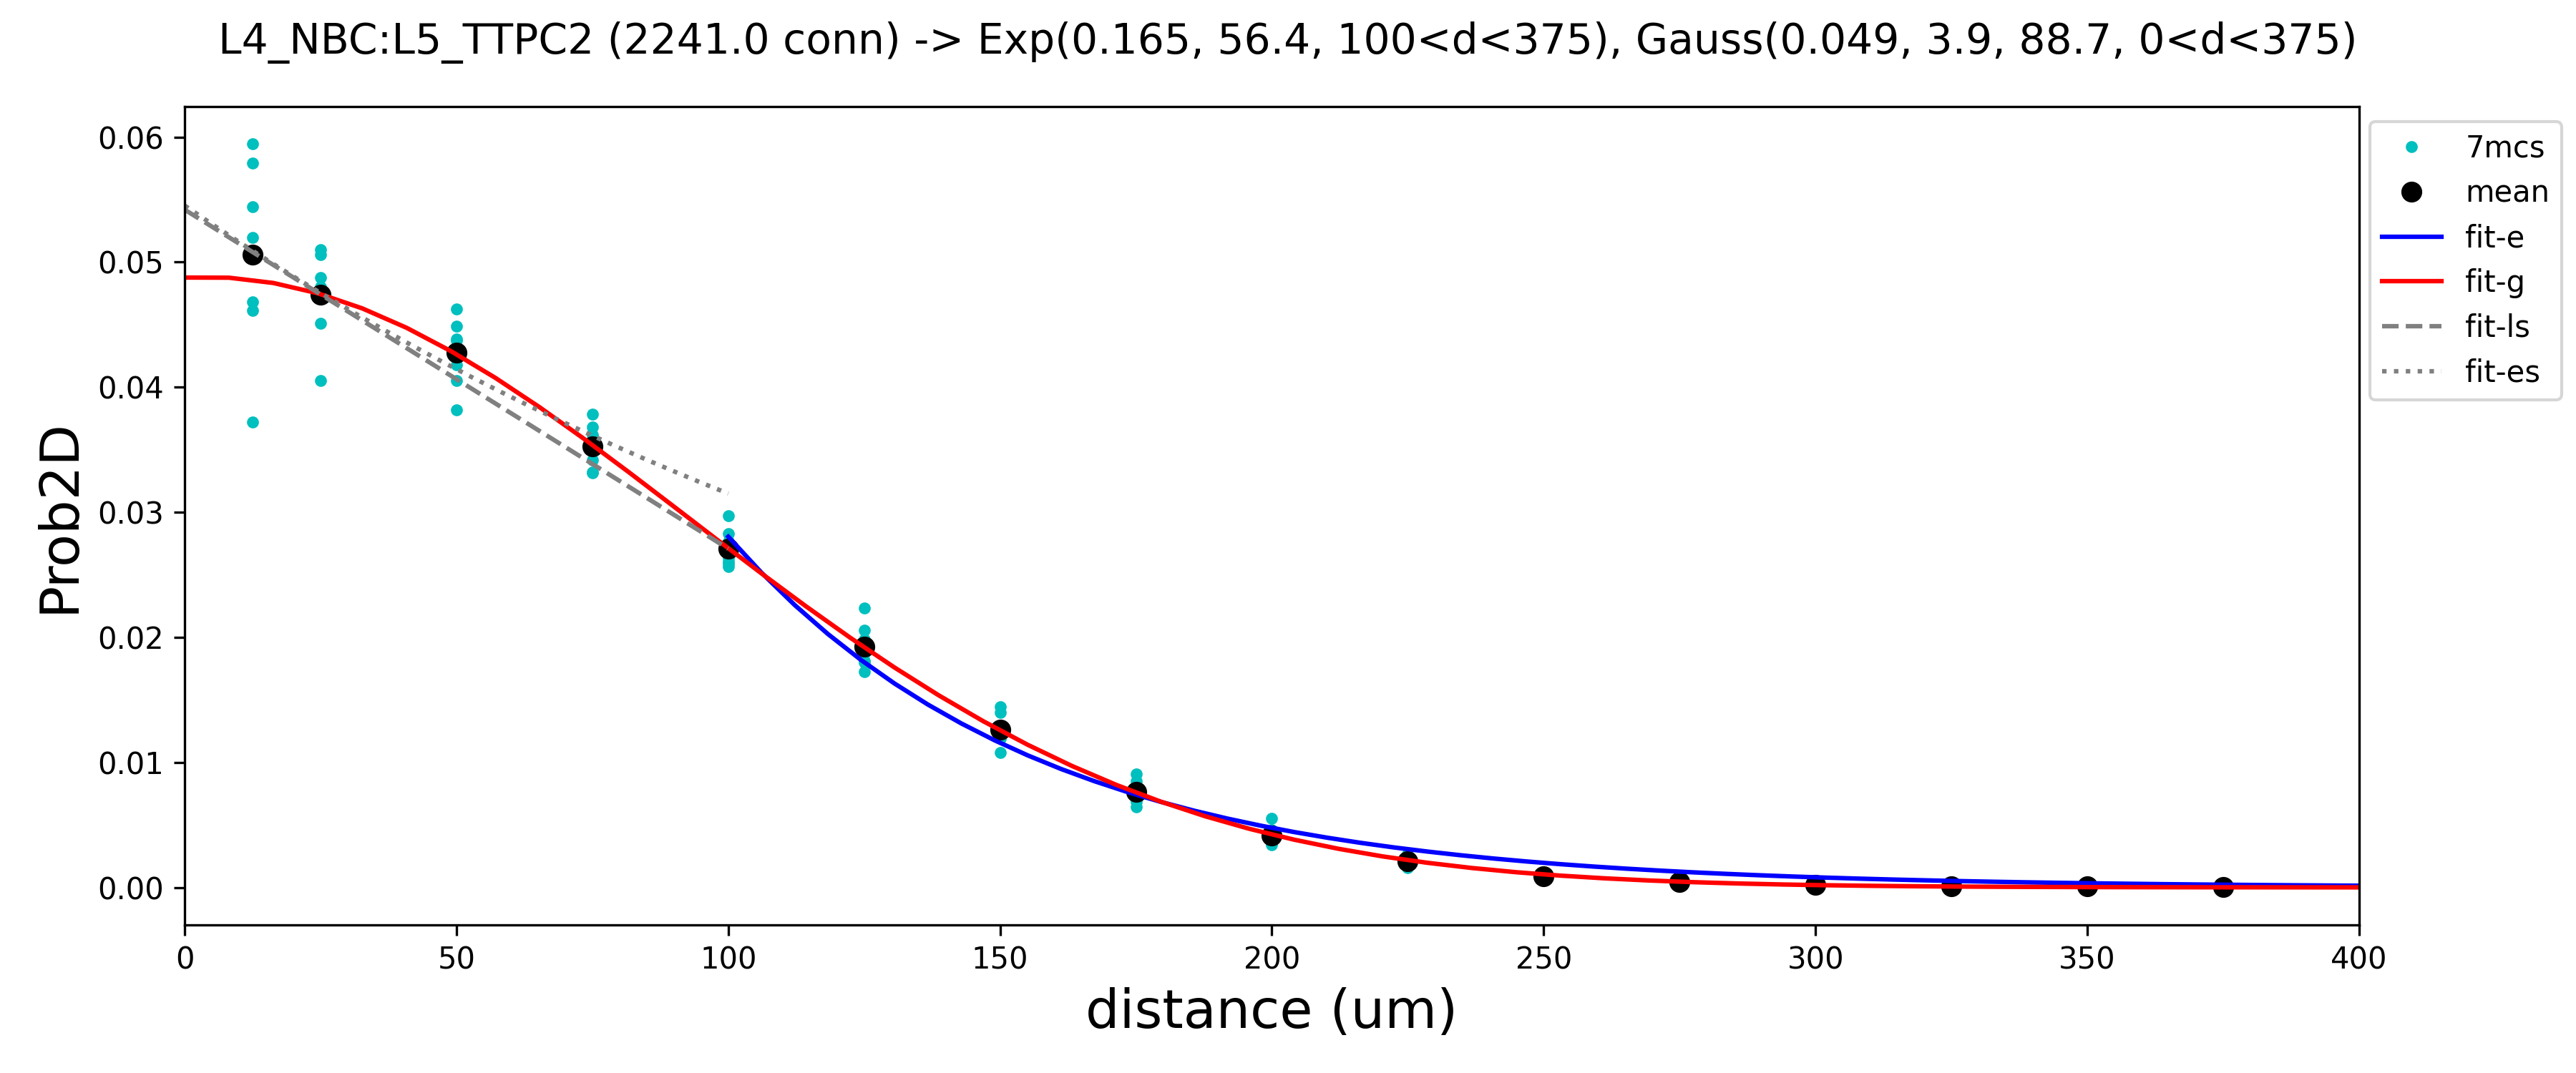 L4_NBC:L5_TTPC2 (2241.0 conn) -> Exp(0.165, 56.4, 100<d<375), Gauss(0.049, 3.9, 88.7, 0<d<375)
0.06
0.05
0.04
0.03
0.02
0.01
0.00
Prob2D
0 50 100 150 200 250 300 350 400
distance (um)
7mcs
mean
fit-e
fit-g
fit-ls
fit-es